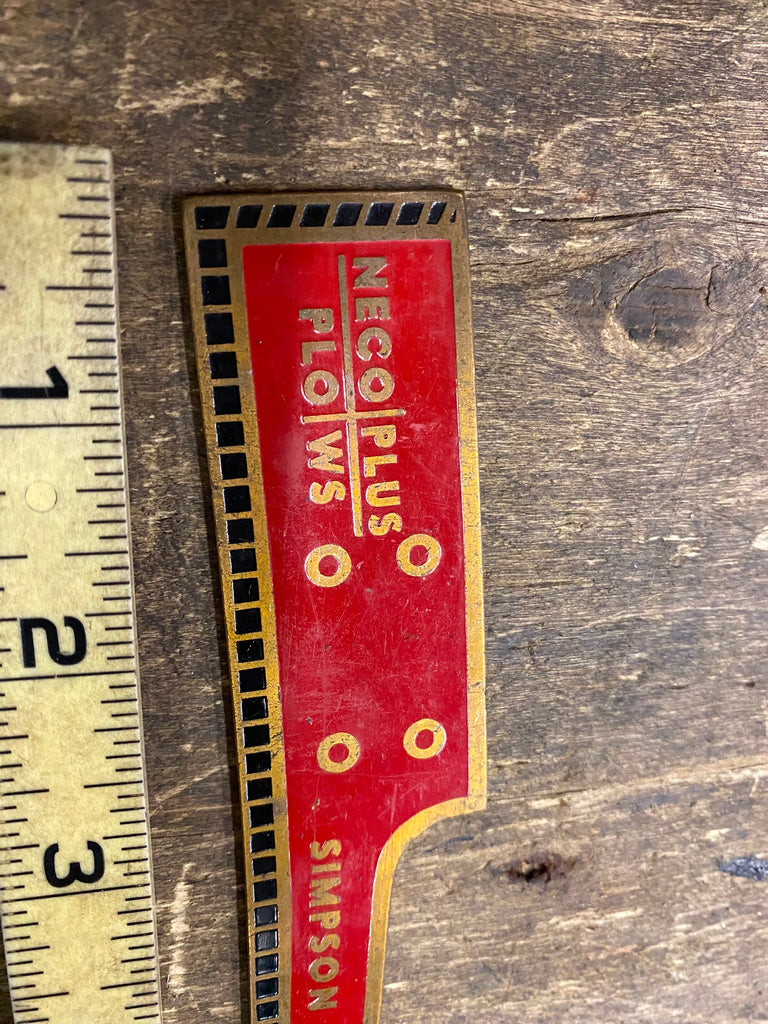 NECO PLUS
PLOWS
SIMPSON
1
2
3